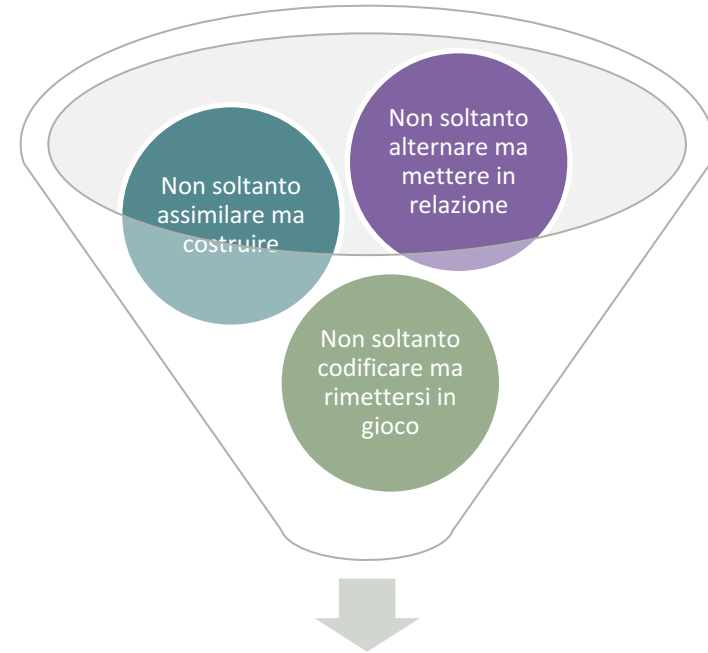 Non soltanto
assimilare ma
costruire
Non soltanto
alternare ma
mettere in
relazione
Non soltanto
codificare ma
rimettersi in
gioco